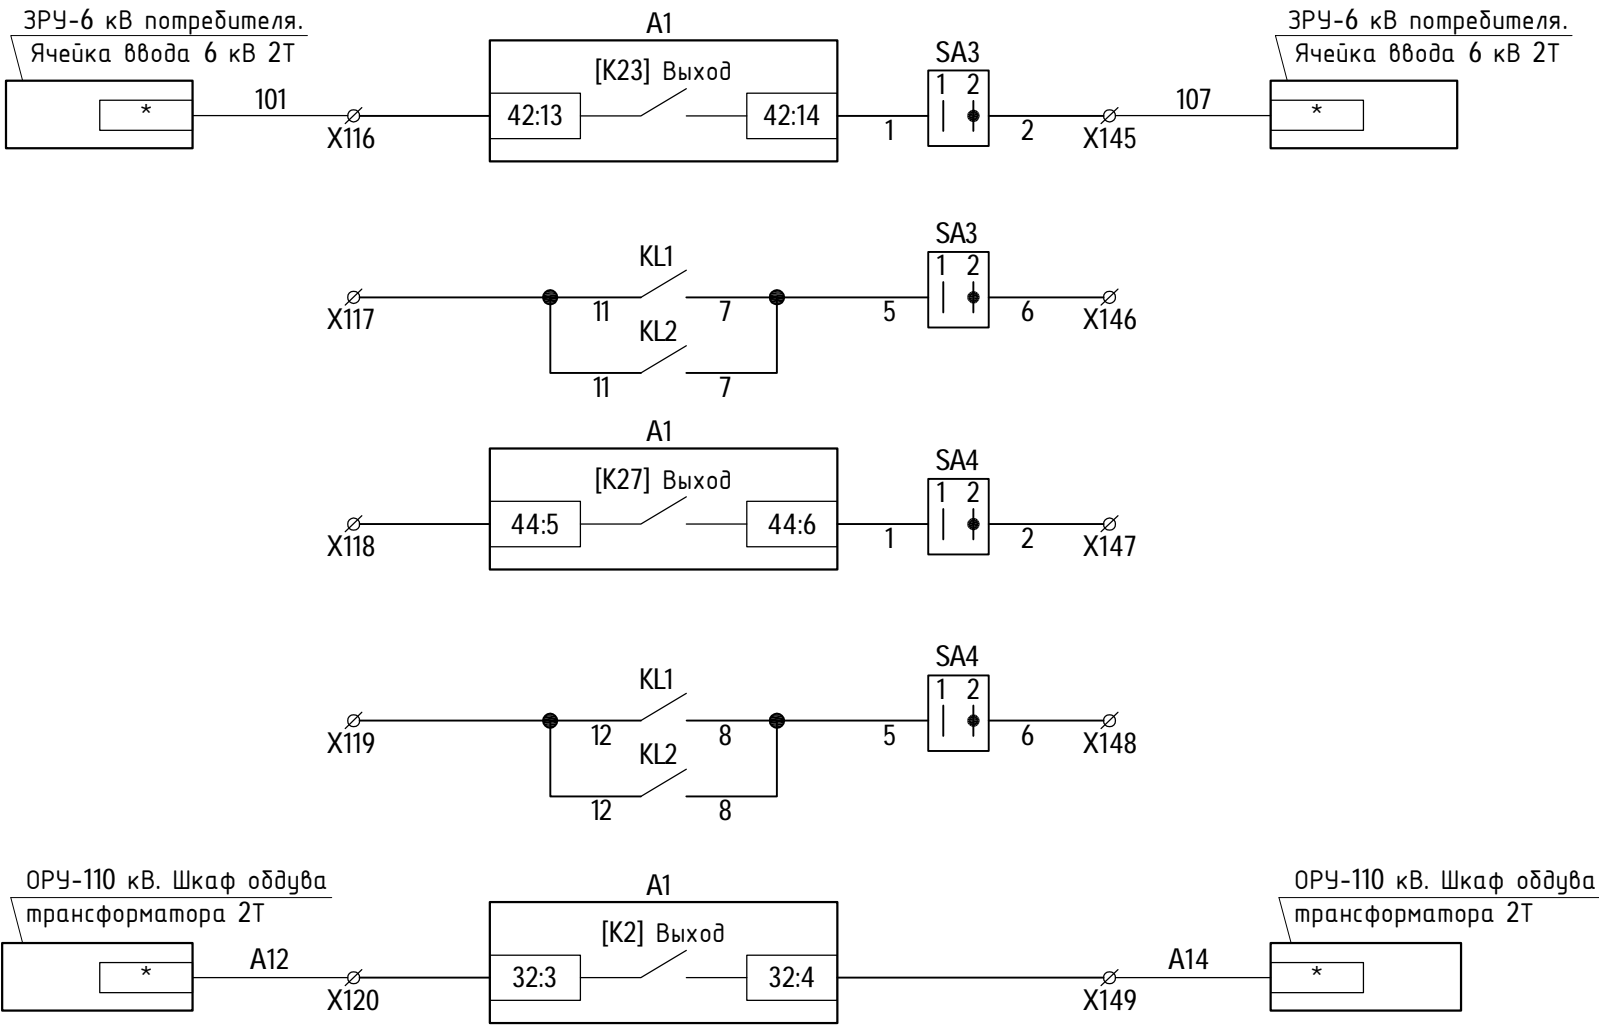 ЗРУ-6 кВ потребителя.
Ячейка ввода 6 кВ 2Т
*
101
X116
A1
[K23] Выход
42:13
42:14
1
SA3
1 2
2
X145
107
ЗРУ-6 кВ потребителя.
Ячейка ввода 6 кВ 2Т
*
X117
KL1
11
7
KL2
11
7
5
SA3
1 2
6
X146
X118
A1
[K27] Выход
44:5
44:6
1
SA4
1 2
2
X147
X119
KL1
12
8
KL2
12
8
5
SA4
1 2
6
X148
ОРУ-110 кВ. Шкаф обдува
трансформатора 2Т
*
A12
X120
A1
[K2] Выход
32:3
32:4
X149
A14
ОРУ-110 кВ. Шкаф обдува
трансформатора 2Т
*